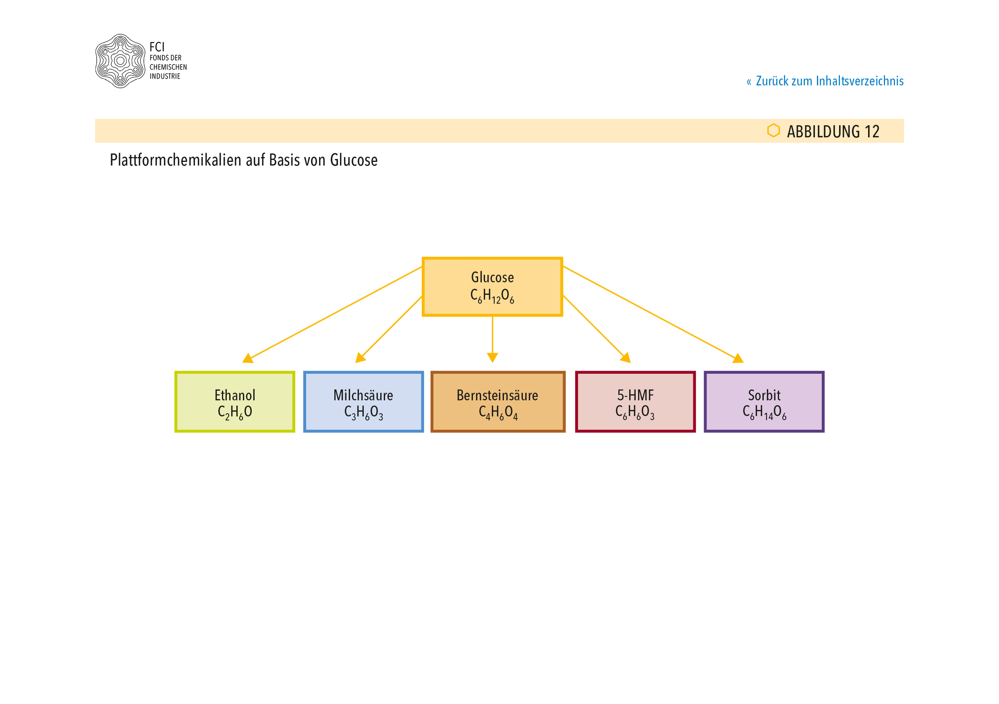 FCI
FONDS DER
CHEMISCHEN
INDUSTRIE
« Zurück zum Inhaltsverzeichnis
ABBILDUNG 12
Plattformchemikalien auf Basis von Glucose
Glucose
C₆H₁₂O₆
Ethanol
C₂H₆O
Milchsäure
C₃H₆O₃
Bernsteinsäure
C₄H₆O₄
5-HMF
C₆H₆O₃
Sorbit
C₆H₁₄O₆